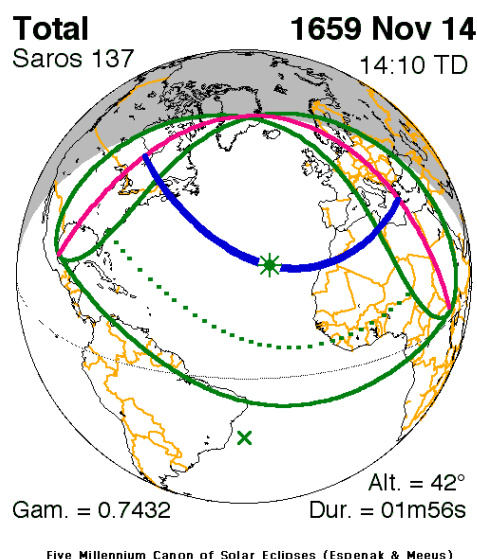 Total 1659 Nov 14
Saros 137 14:10 TD
Alt. = 42°
Gam. = 0.7432 Dur. = 01m56s
Five Millennium Canon of Solar Eclipses (Espenak & Meeus)